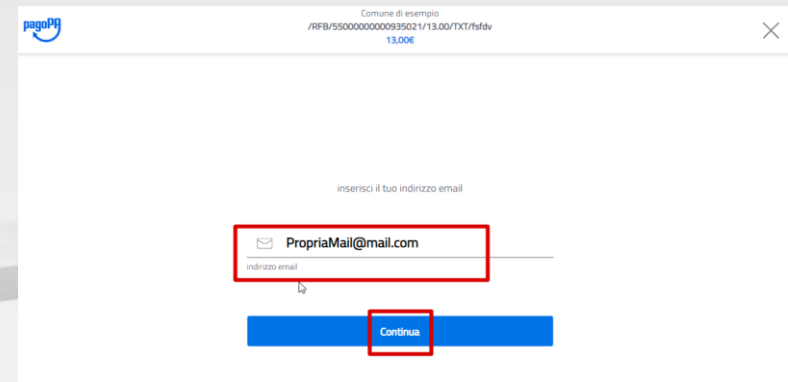 pagoPA
Comune di esempio
/RFB/55000000000935021/13.00/TXT/fsfdv
13,00€
inserisci il tuo indirizzo email
PropriaMail@mail.com
indirizzo email
Continua